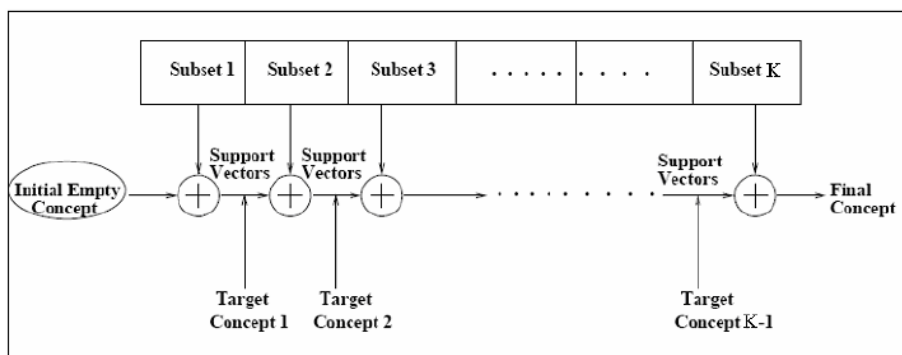 Subset 1
Subset 2
Subset 3
. . . . . . . . . .
Subset K
Support
Vectors
Support
Vectors
Support
Vectors
Initial Empty
Concept
Final
Concept
Target
Concept 1
Target
Concept 2
Target
Concept K-1